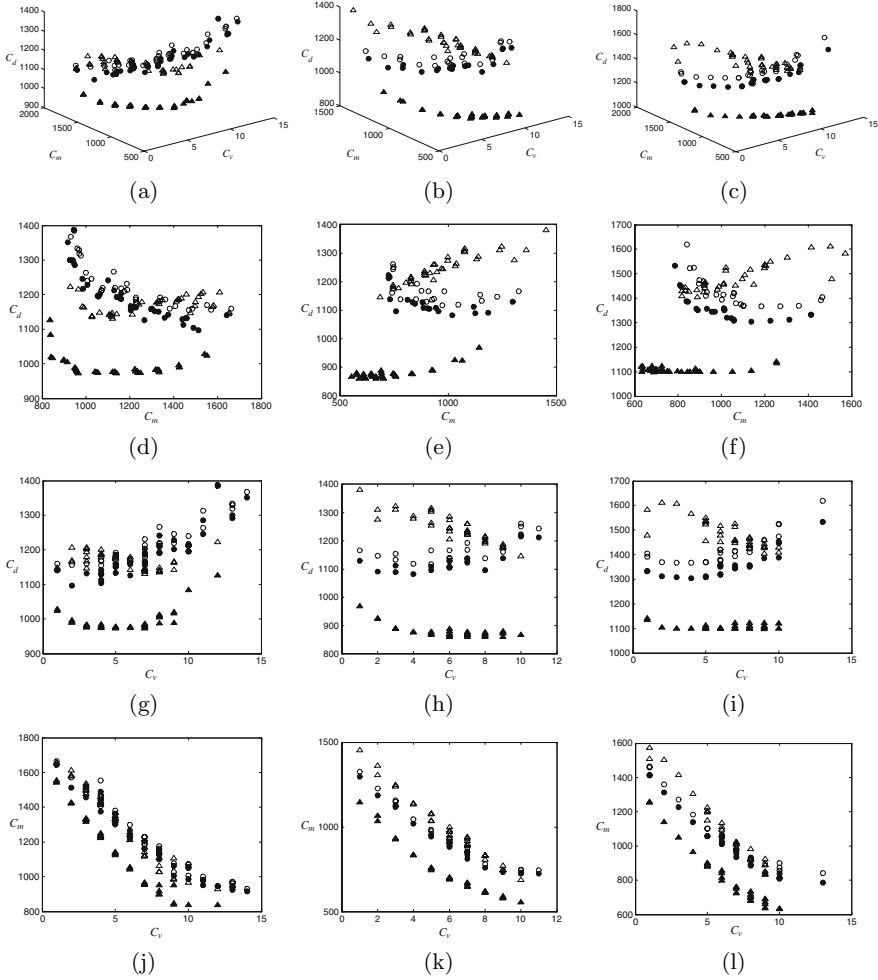 1400
1300
C_d 1200
1100
1000
900
2000
1500
C_m 1000
500
0
5
C_v
10
15
(a)
1400
1200
C_d
1000
800
1500
C_m 1000
500
0
5
C_v
10
15
(b)
1800
1600
C_d
1400
1200
1000
2000
1500
C_m 1000
500
0
5
C_v
10
15
(c)
1400
1300
1200
C_d
1100
1000
900
800 1000 1200 1400 1600 1800
C_m
(d)
1400
1300
1200
C_d
1100
1000
900
800
500 1000 1500
C_m
(e)
1700
1600
1500
C_d 1400
1300
1200
1100
1000
600 800 1000 1200 1400 1600
C_m
(f)
1400
1300
1200
C_d
1100
1000
900
0 5 10 15
C_v
(g)
1400
1300
1200
C_d
1100
1000
900
800
0 2 4 6 8 10 12
C_v
(h)
1700
1600
1500
C_d 1400
1300
1200
1100
1000
0 5 10 15
C_v
(i)
1800
1600
1400
C_m
1200
1000
800
0 5 10 15
C_v
(j)
1500
C_m 1000
500
0 2 4 6 8 10 12
C_v
(k)
1600
1400
1200
C_m
1000
800
600
0 5 10 15
C_v
(l)